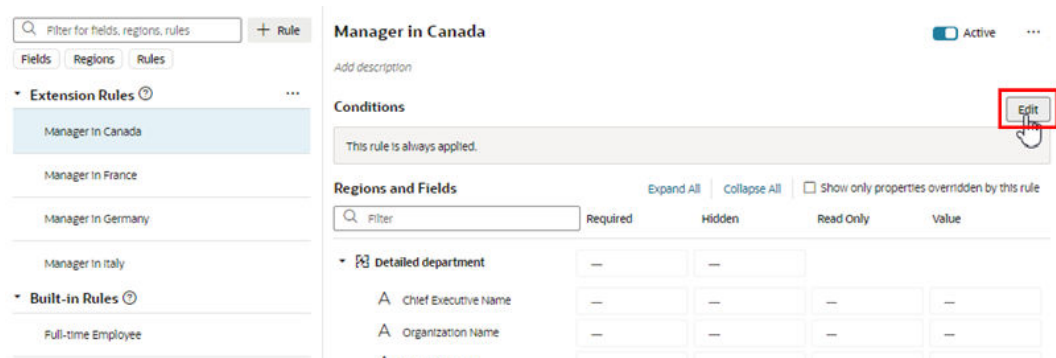 Filter for fields, regions, rules
+ Rule
Fields Regions Rules
Extension Rules
Manager in Canada
Manager in France
Manager in Germany
Manager in Italy
Built-in Rules
Full-time Employee
Manager in Canada
Active
Add description
Conditions
Edit
This rule is always applied.
Regions and Fields
Expand All Collapse All Show only properties overridden by this rule
Filter Required Hidden Read Only Value
Detailed department — —
A Chief Executive Name — — — —
A Organization Name — — — —